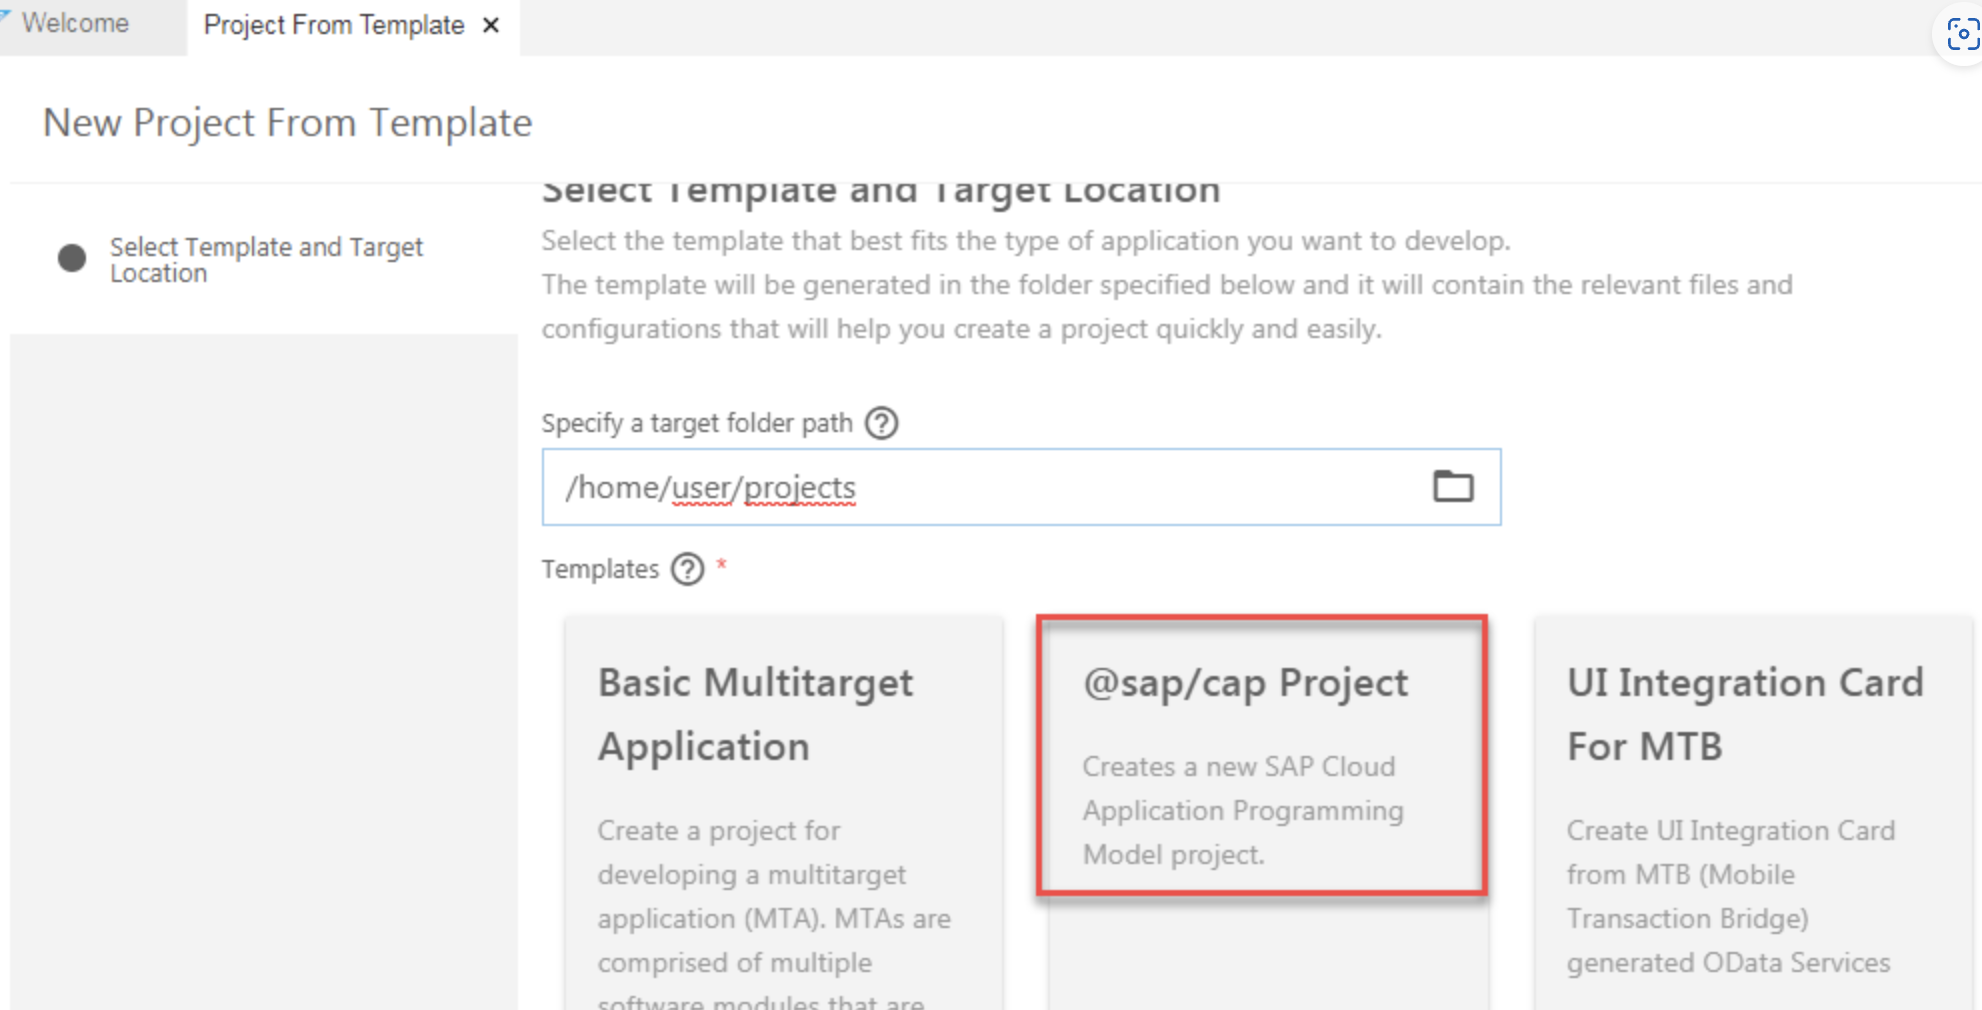 Welcome
Project From Template ×
New Project From Template
Select Template and Target Location
Select Template and Target
Location
Select the template that best fits the type of application you want to develop.
The template will be generated in the folder specified below and it will contain the relevant files and
configurations that will help you create a project quickly and easily.
Specify a target folder path ?
/home/user/projects
Templates ? *
Basic Multitarget
Application
Create a project for
developing a multitarget
application (MTA). MTAs are
comprised of multiple
software modules that are
@sap/cap Project
Creates a new SAP Cloud
Application Programming
Model project.
UI Integration Card
For MTB
Create UI Integration Card
from MTB (Mobile
Transaction Bridge)
generated OData Services